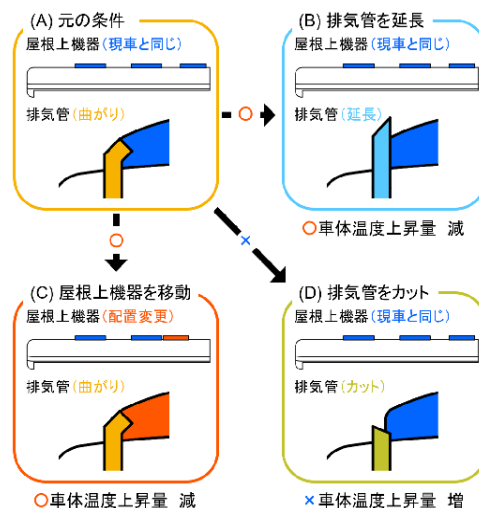 (A) 元の条件
屋根上機器(現車と同じ)
排気管(曲がり)
(B) 排気管を延長
屋根上機器(現車と同じ)
排気管(延長)
○車体温度上昇量 減
(C) 屋根上機器を移動
屋根上機器(配置変更)
排気管(曲がり)
○車体温度上昇量 減
(D) 排気管をカット
屋根上機器(現車と同じ)
排気管(カット)
×車体温度上昇量 増